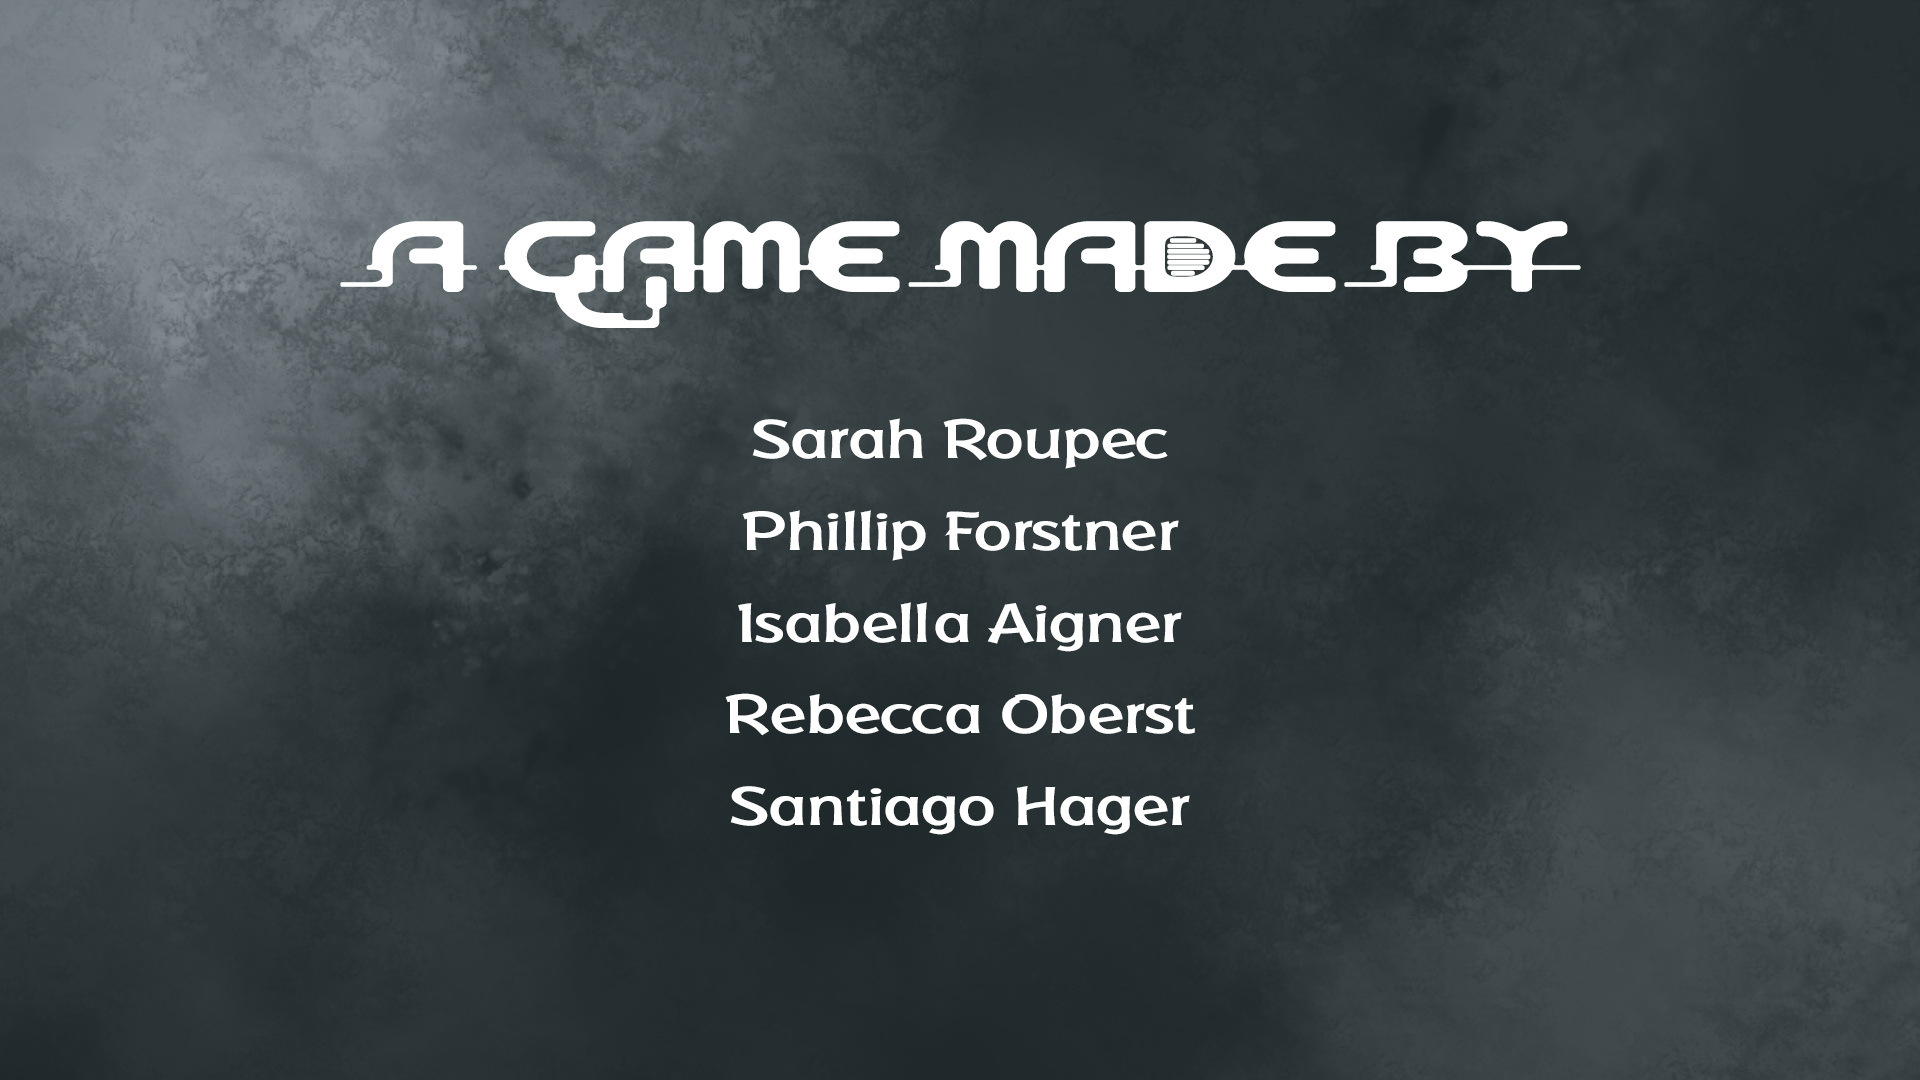 A GAME MADE BY
Sarah Roupec
Phillip Forstner
Isabella Aigner
Rebecca Oberst
Santiago Hager